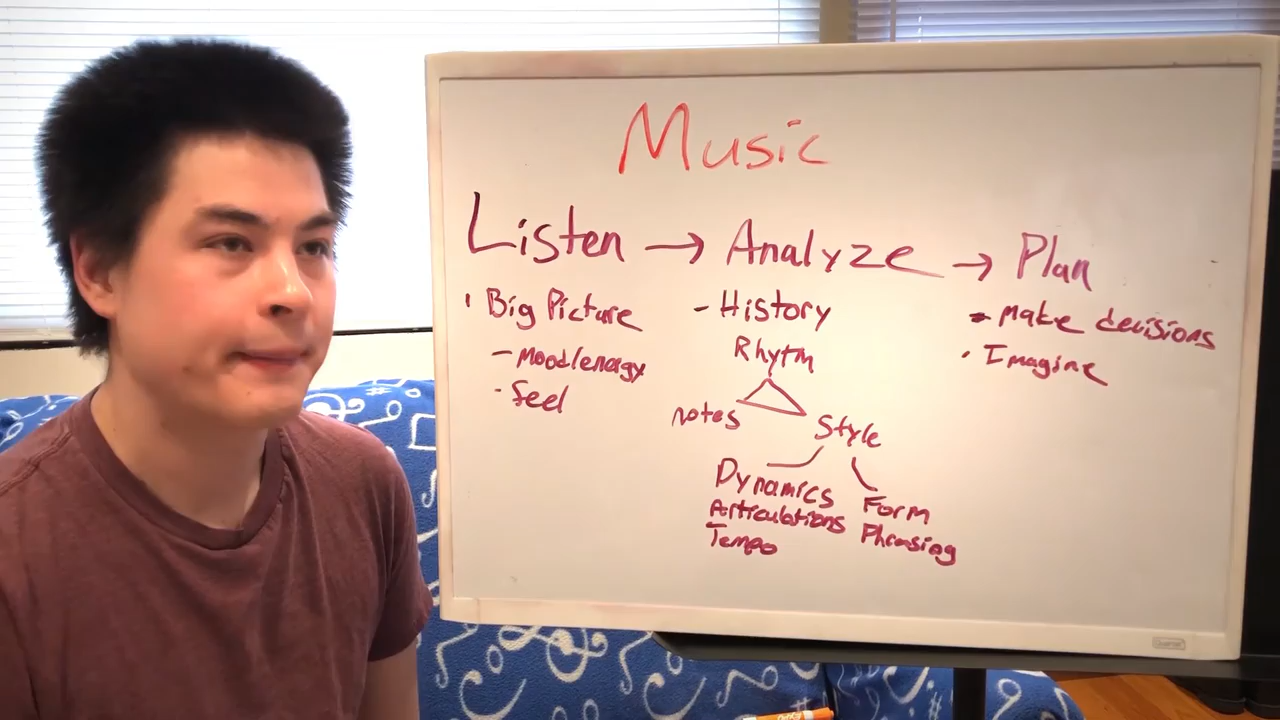 Music
Listen → Analyze → Plan
· Big Picture
- Mood/energy
· feel
- History
Rhytm
notes
Style
Dynamics
Articulations
Tempo
Form
Phrasing
- Make decisions
· Imagine